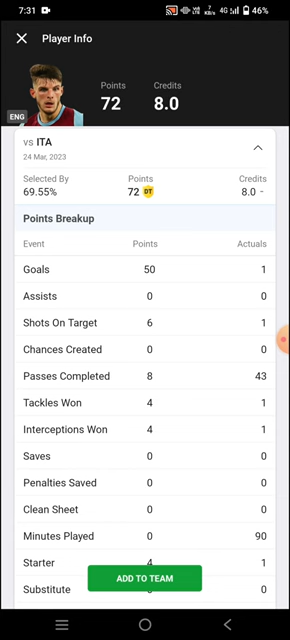 7:31 4G 46%
Player Info
Points Credits
72 8.0
ENG
vs ITA
24 Mar, 2023
Selected By Points Credits
69.55% 72 DT 8.0 -
Points Breakup
Event Points Actuals
Goals 50 1
Assists 0 0
Shots On Target 6 1
Chances Created 0 0
Passes Completed 8 43
Tackles Won 4 1
Interceptions Won 4 1
Saves 0 0
Penalties Saved 0 0
Clean Sheet 0 0
Minutes Played 0 90
Starter 4 1
ADD TO TEAM
Substitute 0